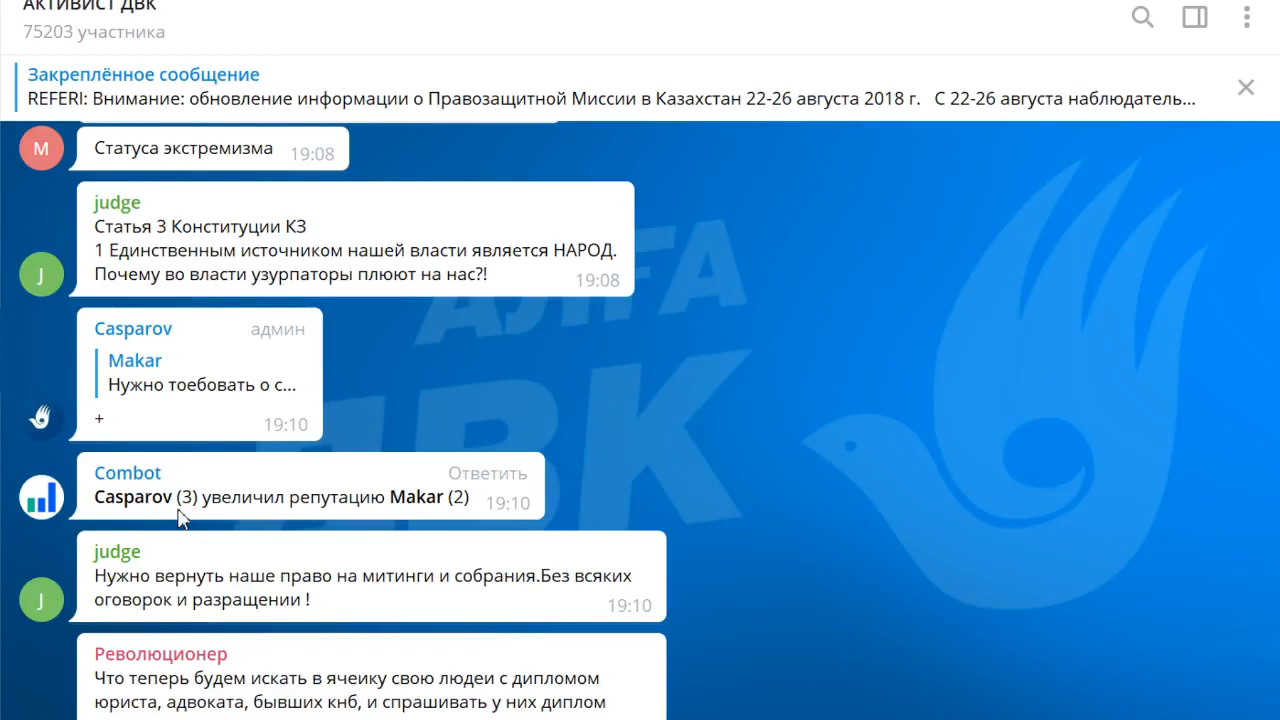 АКТИВИСТ ДВК
75203 участника
Закреплённое сообщение
REFERI: Внимание: обновление информации о Правозащитной Миссии в Казахстан 22-26 августа 2018 г. С 22-26 августа наблюдатель...
М
Статуса экстремизма 19:08
judge
Статья 3 Конституции КЗ
1 Единственным источником нашей власти является НАРОД.
Почему во власти узурпаторы плюют на нас?! 19:08
J
Casparov админ
Makar
Нужно тоебовать о с...
+ 19:10
Combot Ответить
Casparov (3) увеличил репутацию Makar (2) 19:10
judge
Нужно вернуть наше право на митинги и собрания.Без всяких
оговорок и разращении ! 19:10
J
Революционер
Что теперь будем искать в ячеику свою людеи с дипломом
юриста, адвоката, бывших кнб, и спрашивать у них диплом
АЛҒА
ДВК